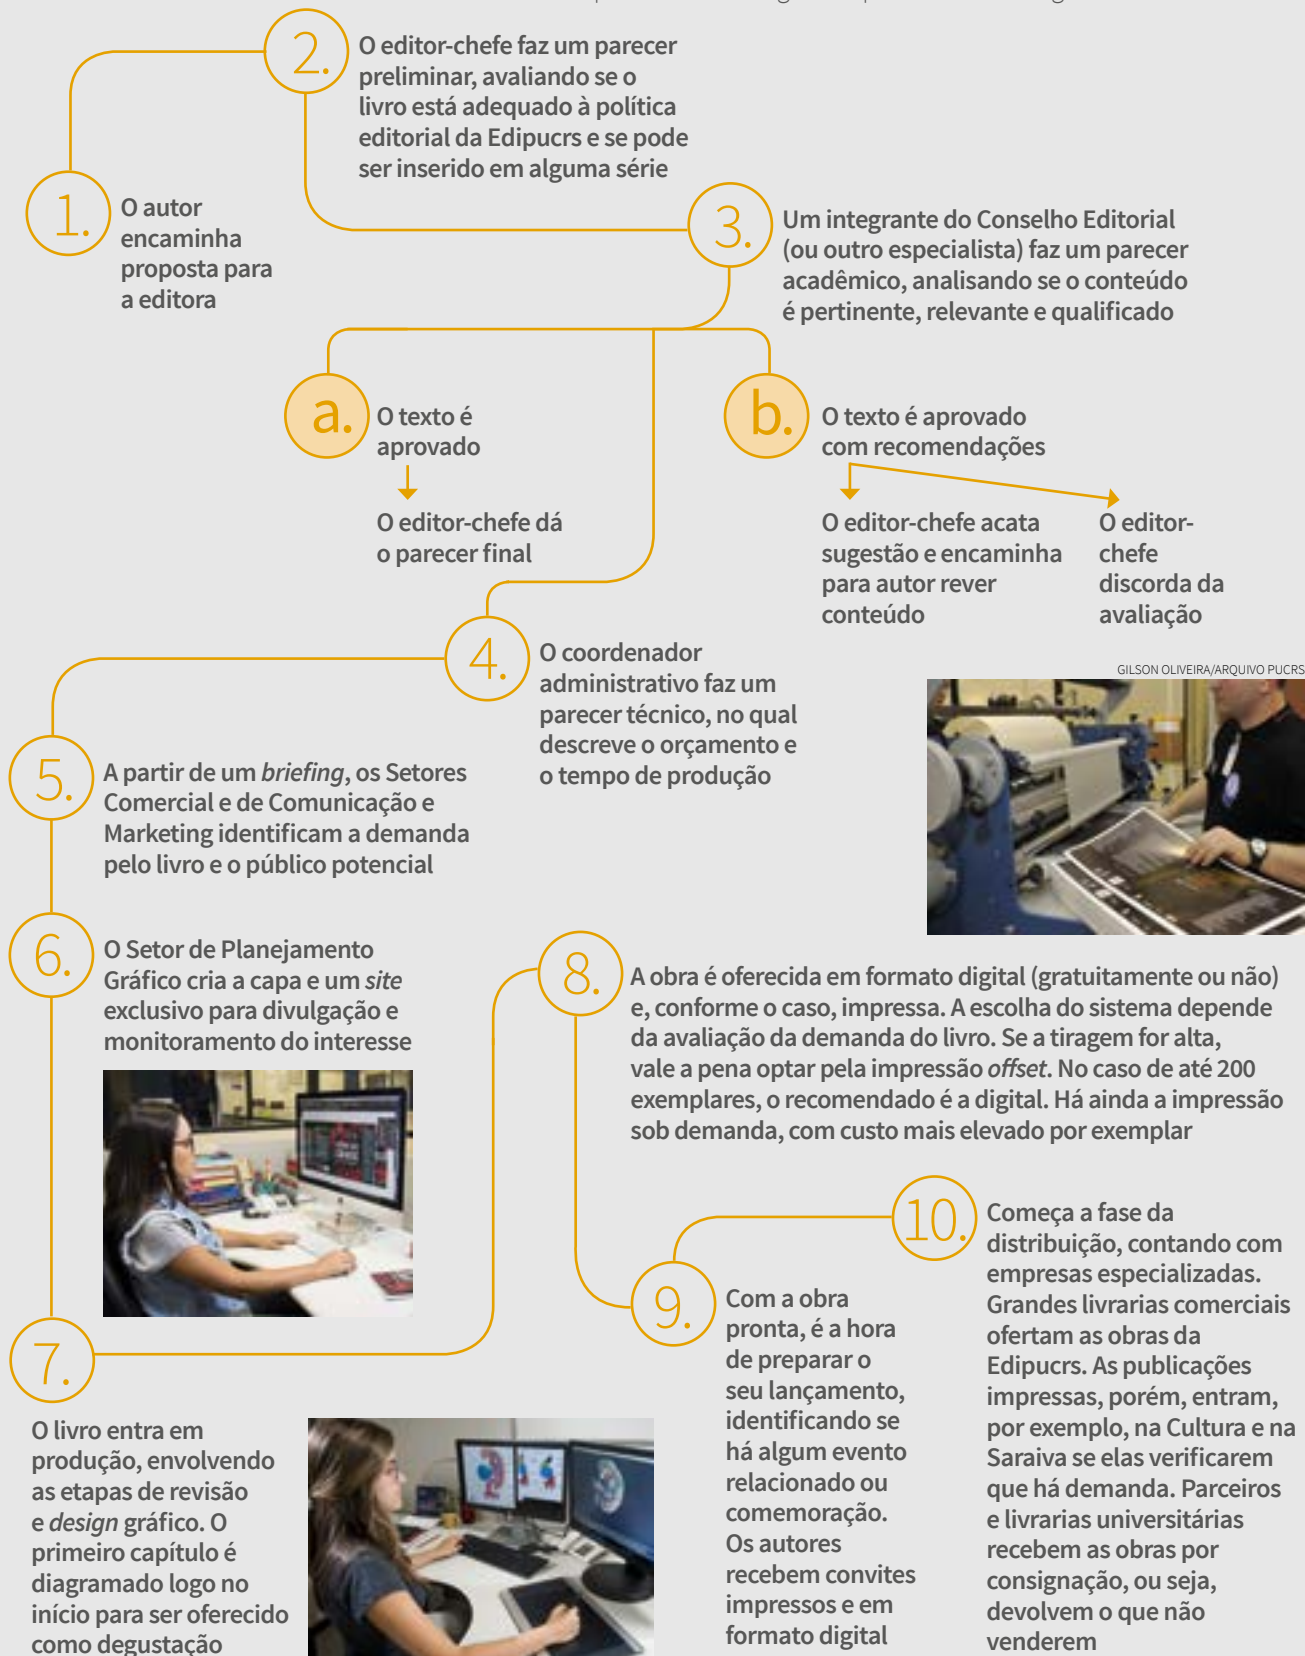 2.
O editor-chefe faz um parecer
preliminar, avaliando se o
livro está adequado à política
editorial da Edipucrs e se pode
ser inserido em alguma série
1.
O autor
encaminha
proposta para
a editora
3.
Um integrante do Conselho Editorial
(ou outro especialista) faz um parecer
acadêmico, analisando se o conteúdo
é pertinente, relevante e qualificado
a.
O texto é
aprovado
O editor-chefe dá
o parecer final
b.
O texto é aprovado
com recomendações
O editor-chefe acata
sugestão e encaminha
para autor rever
conteúdo
O editor-
chefe
discorda da
avaliação
4.
O coordenador
administrativo faz um
parecer técnico, no qual
descreve o orçamento e
o tempo de produção
GILSON OLIVEIRA/ARQUIVO PUCRS
5.
A partir de um briefing, os Setores
Comercial e de Comunicação e
Marketing identificam a demanda
pelo livro e o público potencial
6.
O Setor de Planejamento
Gráfico cria a capa e um site
exclusivo para divulgação e
monitoramento do interesse
7.
O livro entra em
produção, envolvendo
as etapas de revisão
e design gráfico. O
primeiro capítulo é
diagramado logo no
início para ser oferecido
como degustação
8.
A obra é oferecida em formato digital (gratuitamente ou não)
e, conforme o caso, impressa. A escolha do sistema depende
da avaliação da demanda do livro. Se a tiragem for alta,
vale a pena optar pela impressão offset. No caso de até 200
exemplares, o recomendado é a digital. Há ainda a impressão
sob demanda, com custo mais elevado por exemplar
9.
Com a obra
pronta, é a hora
de preparar o
seu lançamento,
identificando se
há algum evento
relacionado ou
comemoração.
Os autores
recebem convites
impressos e em
formato digital
10.
Começa a fase da
distribuição, contando com
empresas especializadas.
Grandes livrarias comerciais
ofertam as obras da
Edipucrs. As publicações
impressas, porém, entram,
por exemplo, na Cultura e na
Saraiva se elas verificarem
que há demanda. Parceiros
e livrarias universitárias
recebem as obras por
consignação, ou seja,
devolvem o que não
venderem